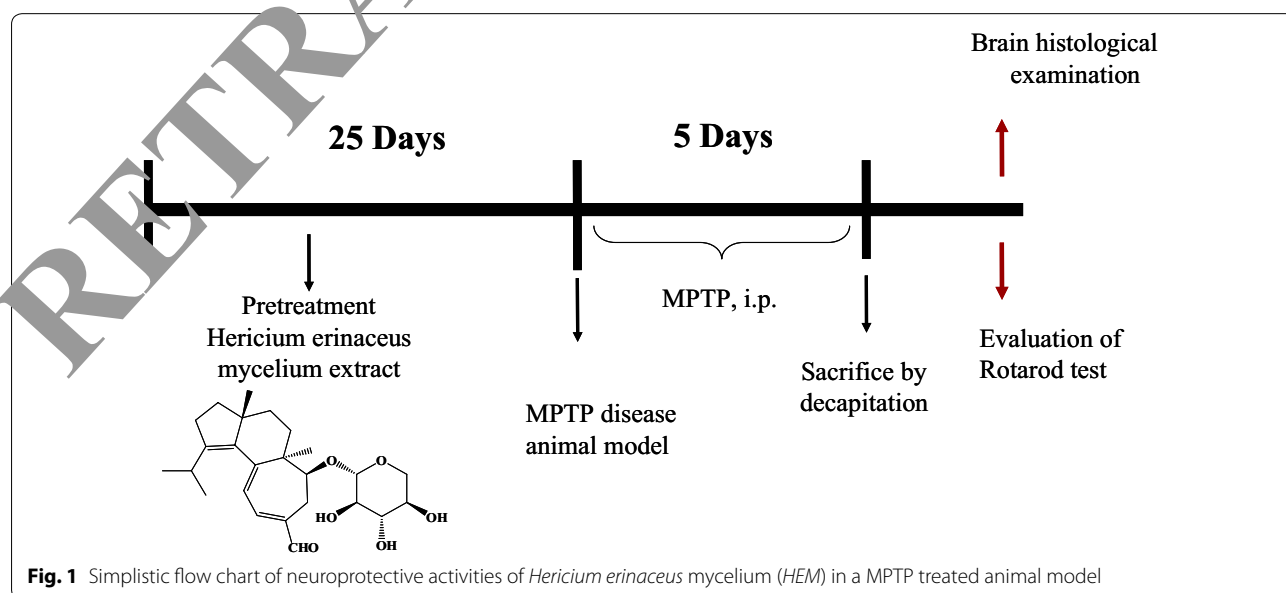 RETRA
Brain histological
examination
25 Days
5 Days
Pretreatment
Hericium erinaceus
mycelium extract
MPTP, i.p.
MPTP disease
animal model
Sacrifice by
decapitation
Evaluation of
Rotarod test
O
O
HO
OH
OH
CHO
Fig. 1 Simplistic flow chart of neuroprotective activities of Hericium erinaceus mycelium (HEM) in a MPTP treated animal model